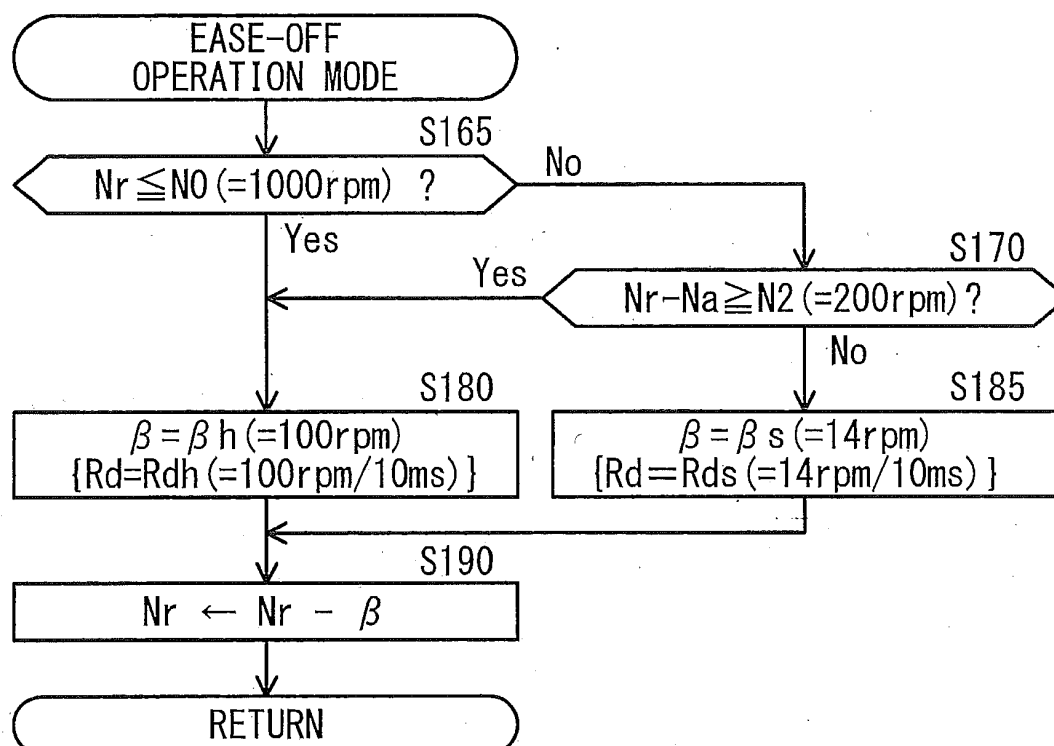 EASE-OFF
OPERATION MODE
S165
Nr≦N0(=1000rpm) ?
No
Yes
S170
Yes
Nr-Na≧N2(=200rpm)?
No
S180
β=βh(=100rpm)
{Rd=Rdh(=100rpm/10ms)}
S185
β=βs(=14rpm)
{Rd=Rds(=14rpm/10ms)}
S190
Nr ← Nr - β
RETURN